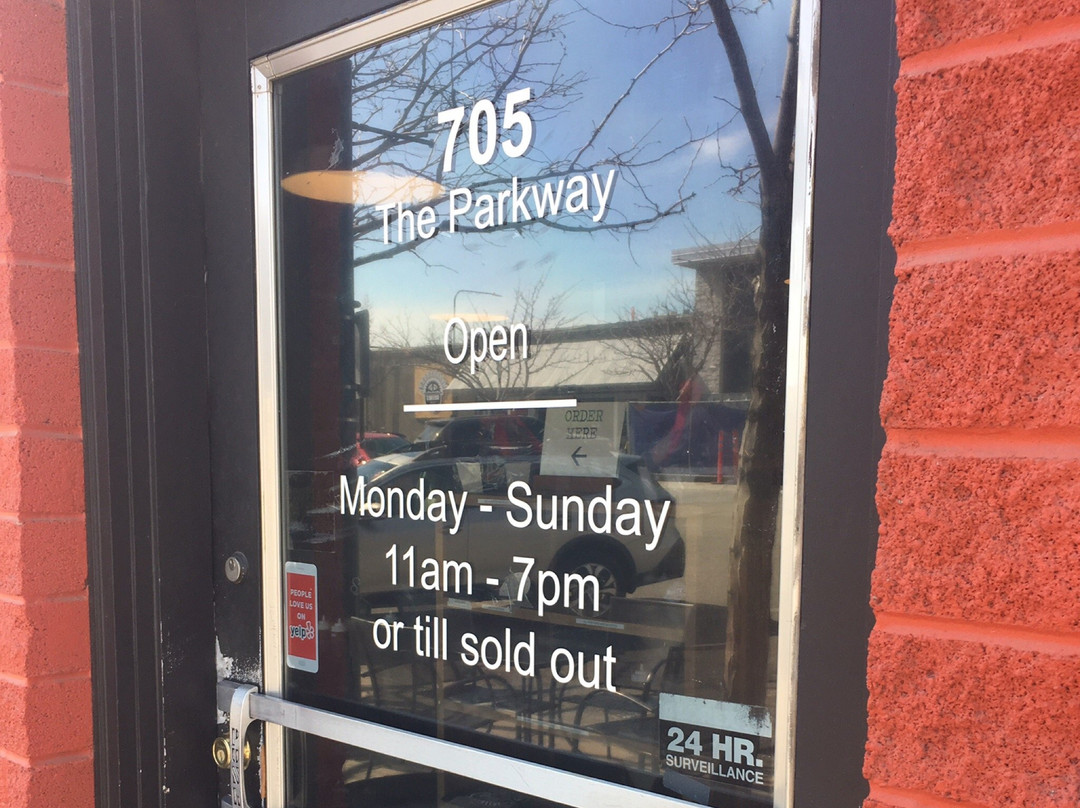 705
The Parkway
Open
ORDER
HERE
←
Monday - Sunday
11am - 7pm
or till sold out
PEOPLE
LOVE US
ON
yelp
24 HR.
SURVEILLANCE